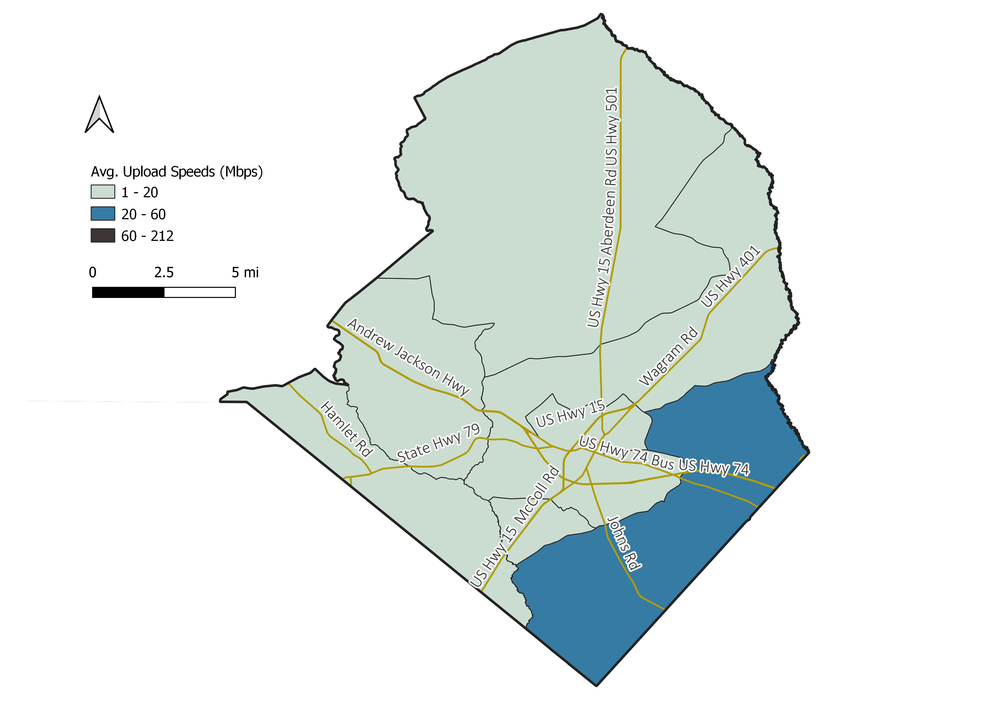 Avg. Upload Speeds (Mbps)
1 - 20
20 - 60
60 - 212
0 2.5 5 mi
US Hwy 501
US Hwy 15 Aberdeen Rd
US Hwy 401
Wagram Rd
Andrew Jackson Hwy
US Hwy 15
Hamlet Rd
State Hwy 79
US Hwy 74 Bus
US Hwy 74
US Hwy 15 McColl Rd
Johns Rd